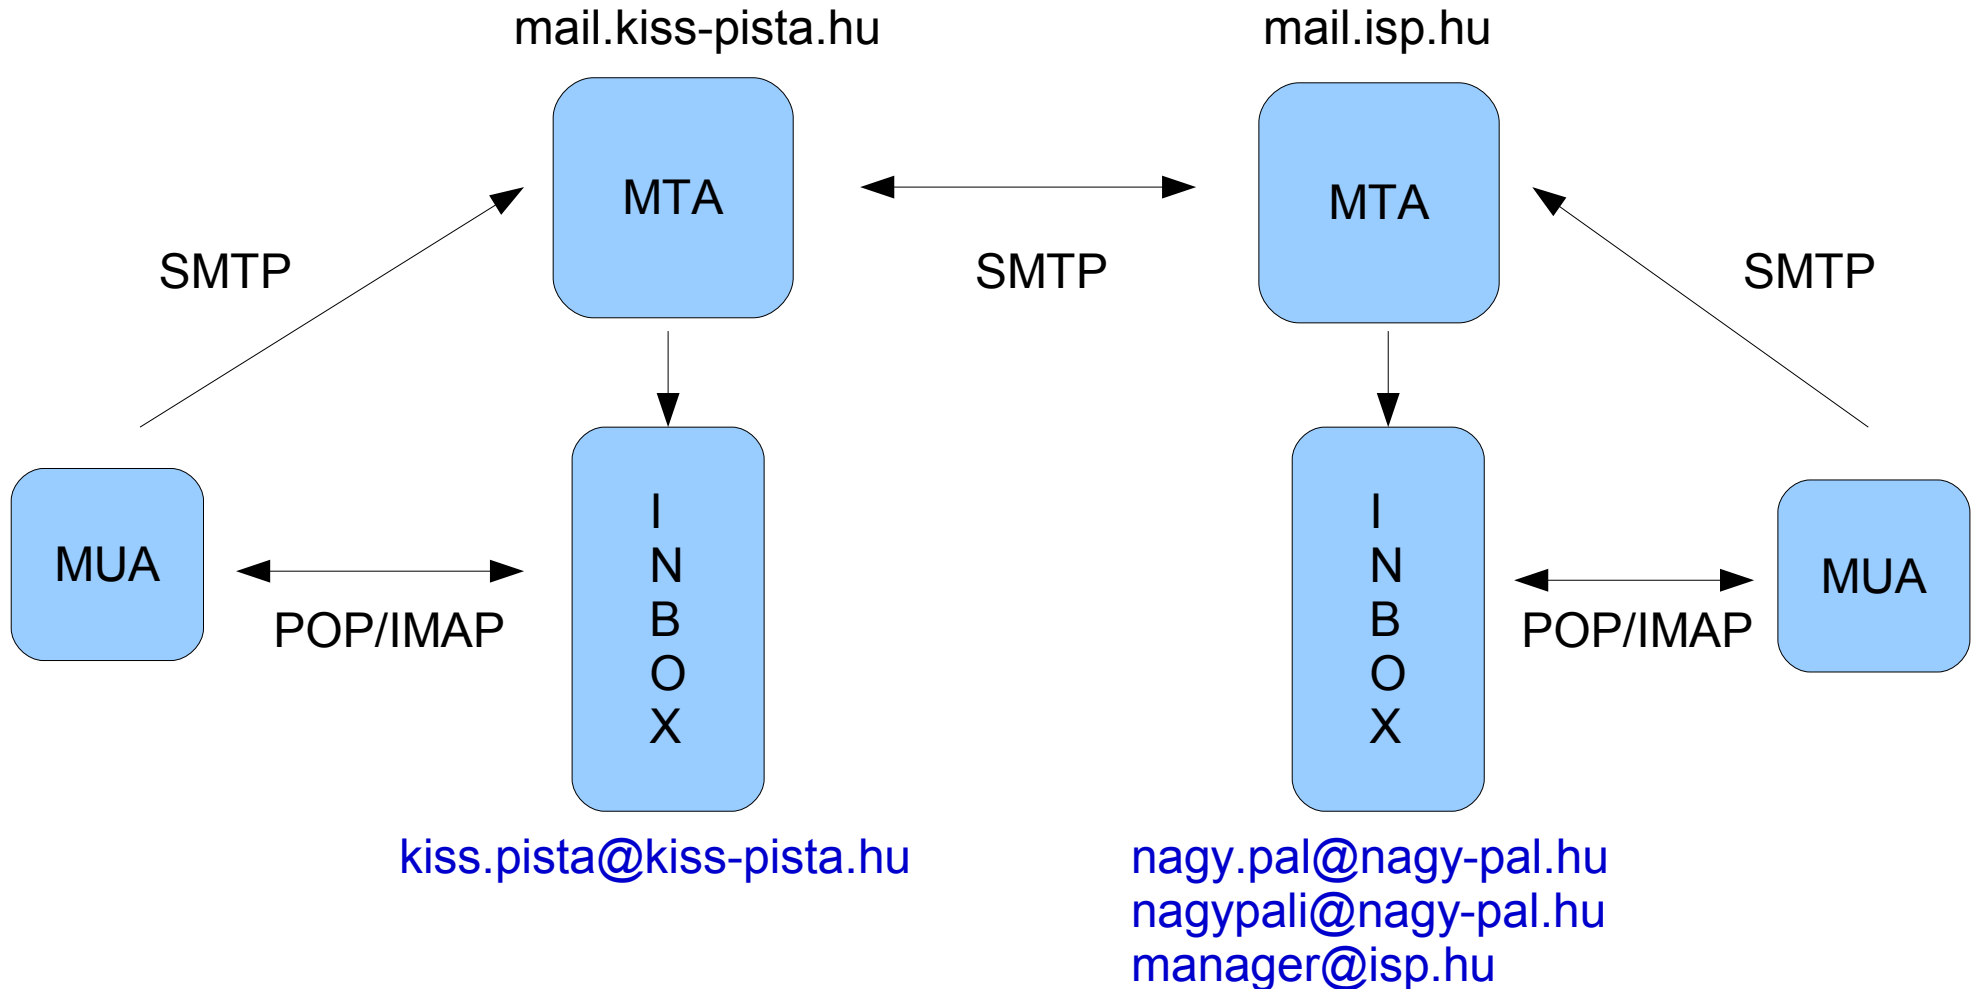 mail.kiss-pista.hu
mail.isp.hu
MTA
MTA
SMTP
SMTP
SMTP
MUA
POP/IMAP
I
N
B
O
X
I
N
B
O
X
POP/IMAP
MUA
kiss.pista@kiss-pista.hu
nagy.pal@nagy-pal.hu
nagypali@nagy-pal.hu
manager@isp.hu